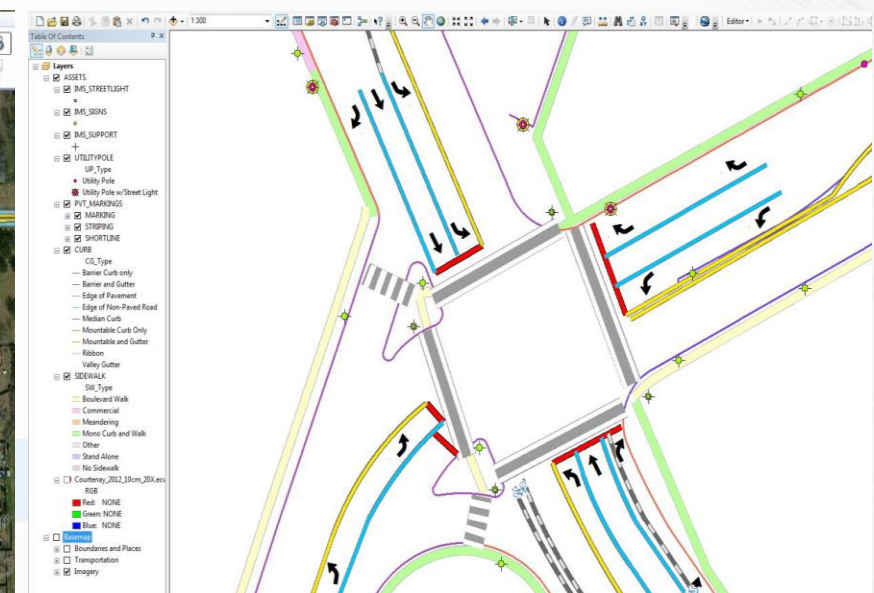 1:300
Editor
Table Of Contents
Layers
ASSETS
IMS_STREETLIGHT
IMS_SIGNS
IMS_SUPPORT
UTILITYPOLE
UP_Type
Utility Pole
Utility Pole w/Street Light
PVT_MARKINGS
MARKING
STRIPING
SHORTLINE
CURB
CG_Type
Barrier Curb only
Barrier and Gutter
Edge of Pavement
Edge of Non-Paved Road
Median Curb
Mountable Curb Only
Mountable and Gutter
Ribbon
Valley Gutter
SIDEWALK
SW_Type
Boulevard Walk
Commercial
Meandering
Mono Curb and Walk
Other
Stand Alone
No Sidewalk
Courtenay_2012_10cm_20X.ecw
RGB
Red: NONE
Green: NONE
Blue: NONE
Basemap
Boundaries and Places
Transportation
Imagery